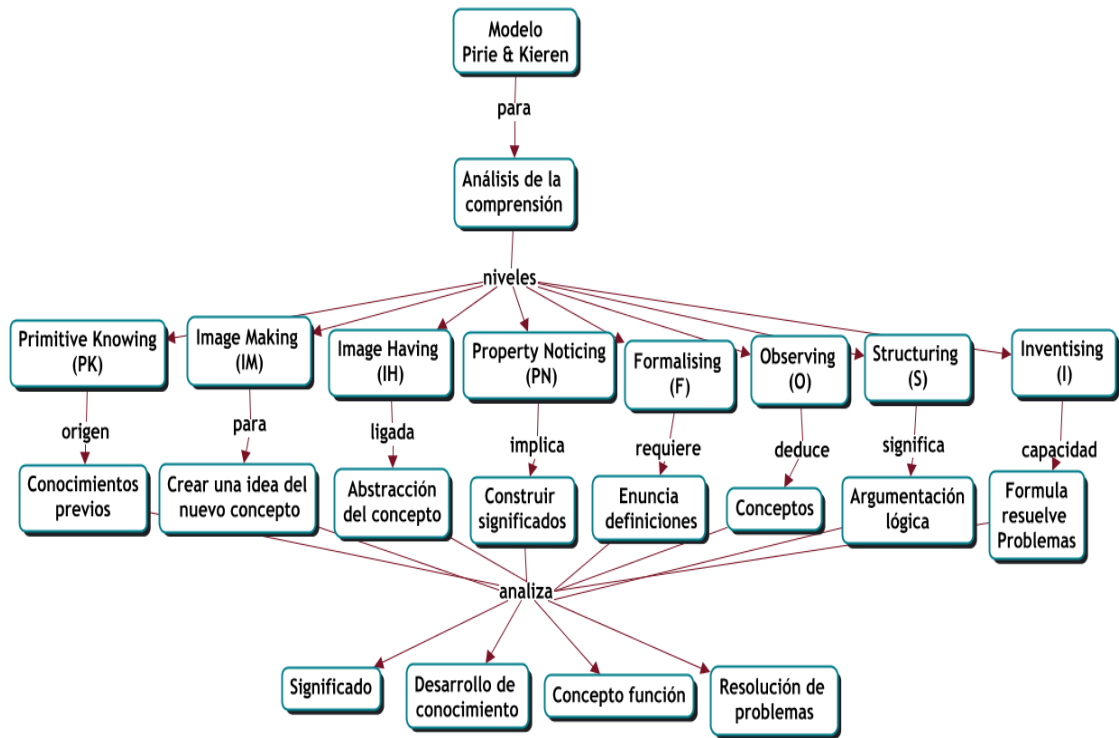 Modelo
Pirie & Kieren
para
Análisis de la
comprensión
niveles
Primitive Knowing
(PK)
Image Making
(IM)
Image Having
(IH)
Property Noticing
(PN)
Formalising
(F)
Observing
(O)
Structuring
(S)
Inventising
(I)
origen
para
ligada
implica
requiere
deduce
significa
capacidad
Conocimientos
previos
Crear una idea del
nuevo concepto
Abstracción
del concepto
Construir
significados
Enuncia
definiciones
Conceptos
Argumentación
lógica
Formula
resuelve
Problemas
analiza
Significado
Desarrollo de
conocimiento
Concepto función
Resolución de
problemas